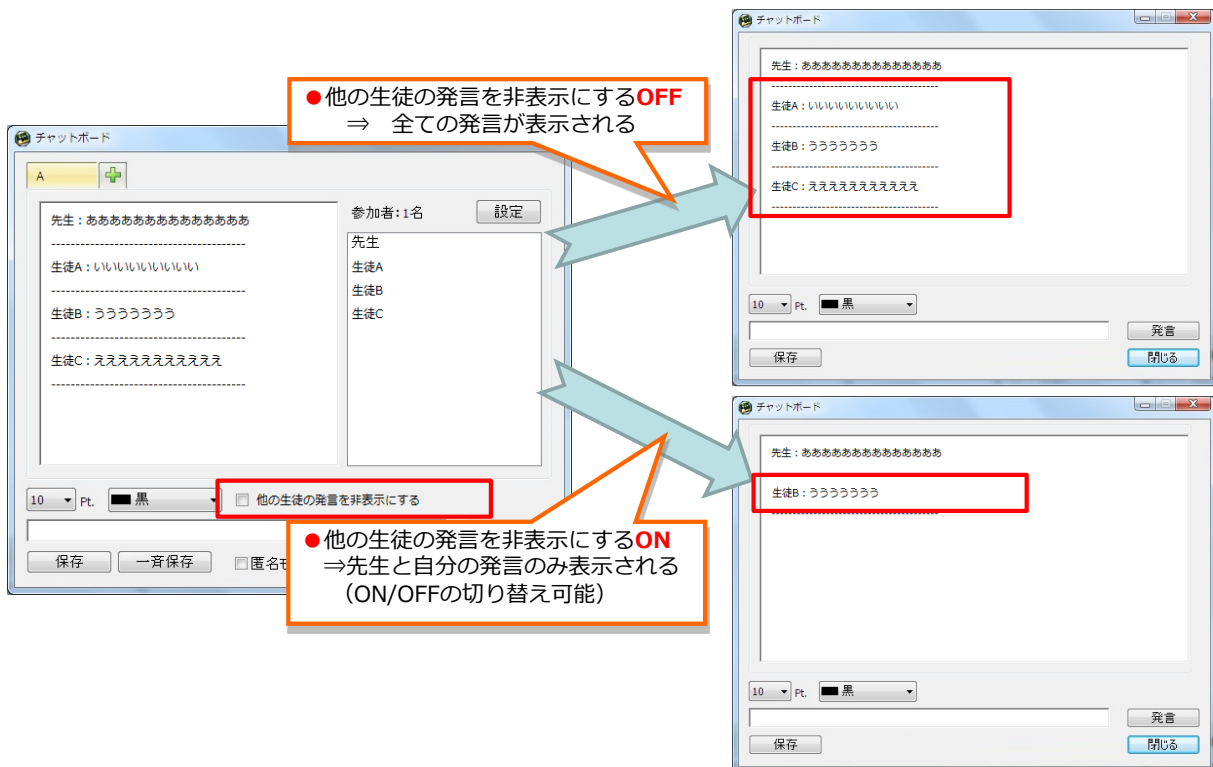 チャットボード
A
先生：ああああああああああああああ
----------------------------------------
生徒A：いいいいいいいいいい
----------------------------------------
生徒B：ううううううう
----------------------------------------
生徒C：えええええええええええ
----------------------------------------
参加者:1名
設定
先生
生徒A
生徒B
生徒C
10 Pt. 黒
他の生徒の発言を非表示にする
保存 一斉保存
●他の生徒の発言を非表示にするOFF
⇒ 全ての発言が表示される
●他の生徒の発言を非表示にするON
⇒先生と自分の発言のみ表示される
（ON/OFFの切り替え可能）
チャットボード
先生：ああああああああああああああ
----------------------------------------
生徒A：いいいいいいいいいい
----------------------------------------
生徒B：ううううううう
----------------------------------------
生徒C：えええええええええええ
----------------------------------------
10 Pt. 黒
発言
保存 閉じる
チャットボード
先生：ああああああああああああああ
生徒B：ううううううう
----------------------------------------
10 Pt. 黒
発言
保存 閉じる